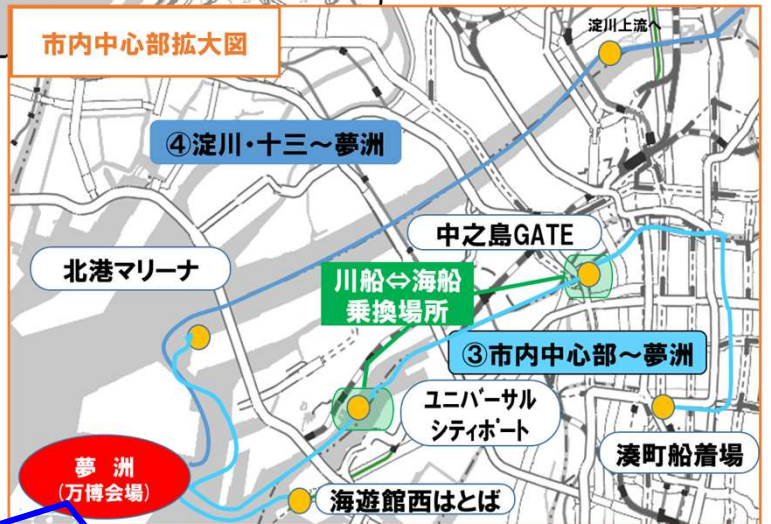 市内中心部拡大図
淀川上流へ
④淀川・十三～夢洲
中之島GATE
北港マリーナ
川船⇔海船
乗換場所
③市内中心部～夢洲
ユニバーサル
シティポート
湊町船着場
夢 洲
(万博会場)
海遊館西はとば